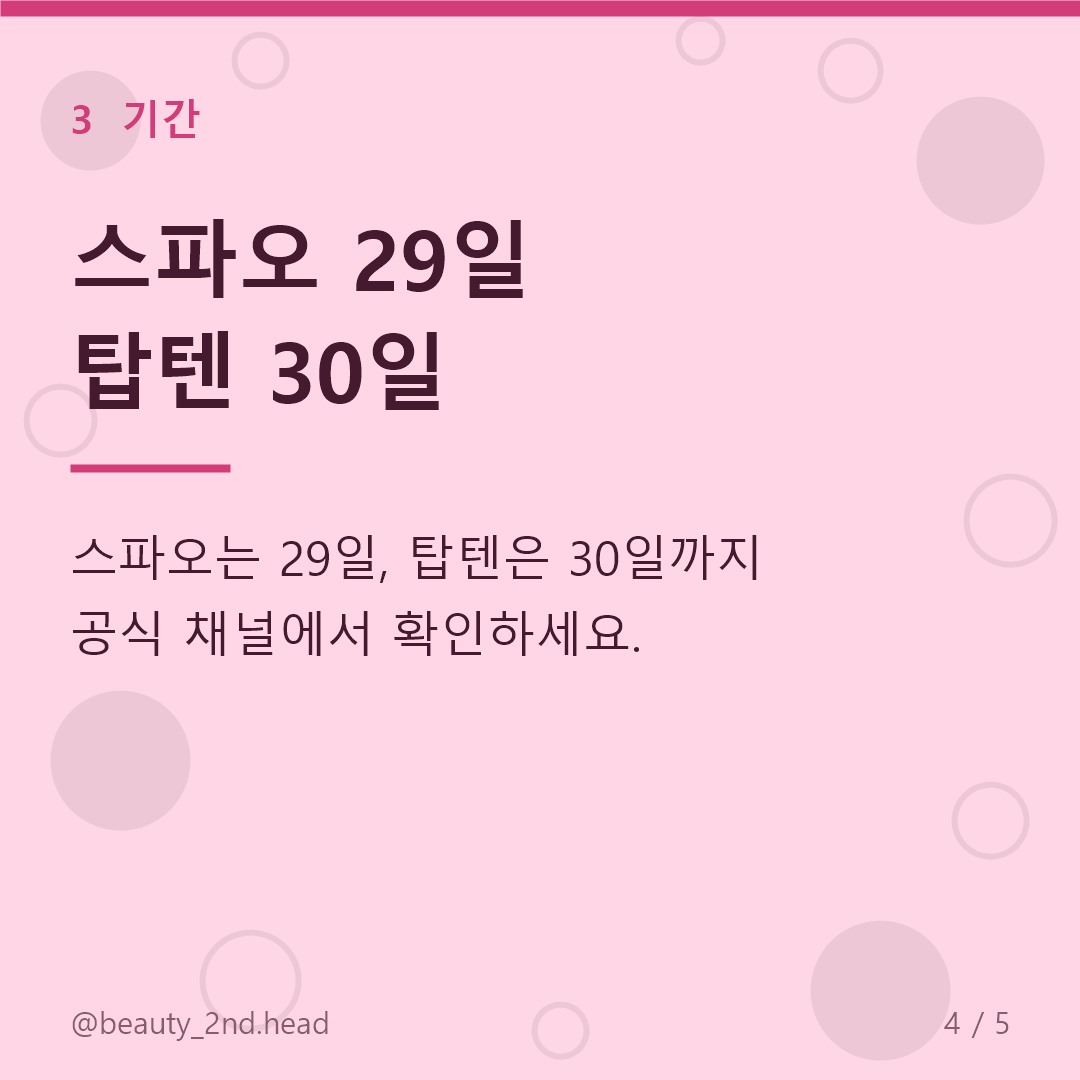 3 기간
스파오 29일
탑텐 30일
스파오는 29일, 탑텐은 30일까지
공식 채널에서 확인하세요.
@beauty_2nd.head
4 / 5